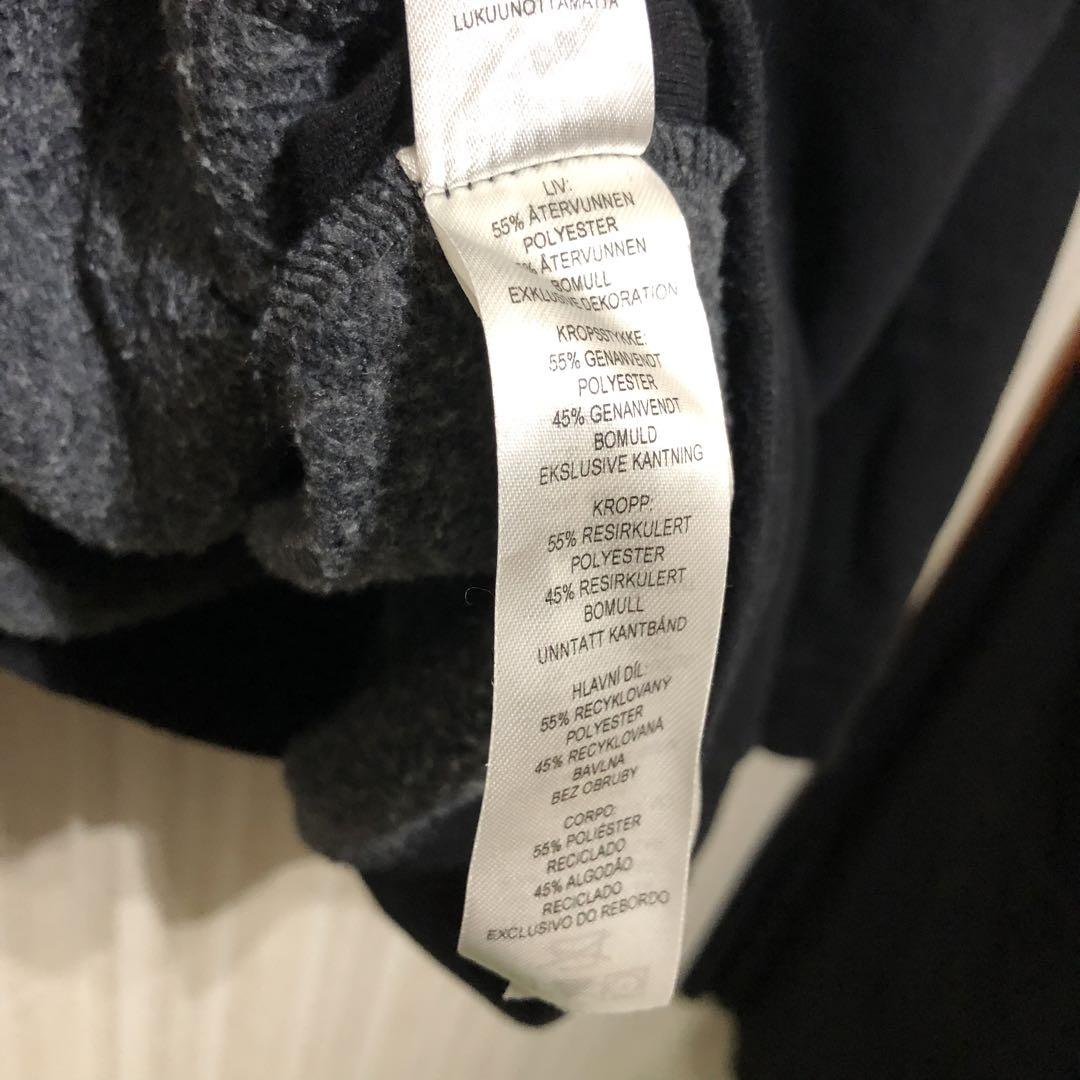 LUKUUNOTTAMATTA
LIV:
55% ÅTERVUNNEN
POLYESTER
% ÅTERVUNNEN
BOMULL
EXKLUSIVE DEKORATION
KROPSSTYKKE:
55% GENANVENDT
POLYESTER
45% GENANVENDT
BOMULD
EKSLUSIVE KANTNING
KROPP:
55% RESIRKULERT
POLYESTER
45% RESIRKULERT
BOMULL
UNNTATT KANTBÅND
HLAVNÍ DÍL:
55% RECYKLOVANÝ
POLYESTER
45% RECYKLOVANÁ
BAVLNA
BEZ OBRUBY
CORPO:
55% POLIÉSTER
RECICLADO
45% ALGODÃO
RECICLADO
EXCLUSIVO DO REBORDO